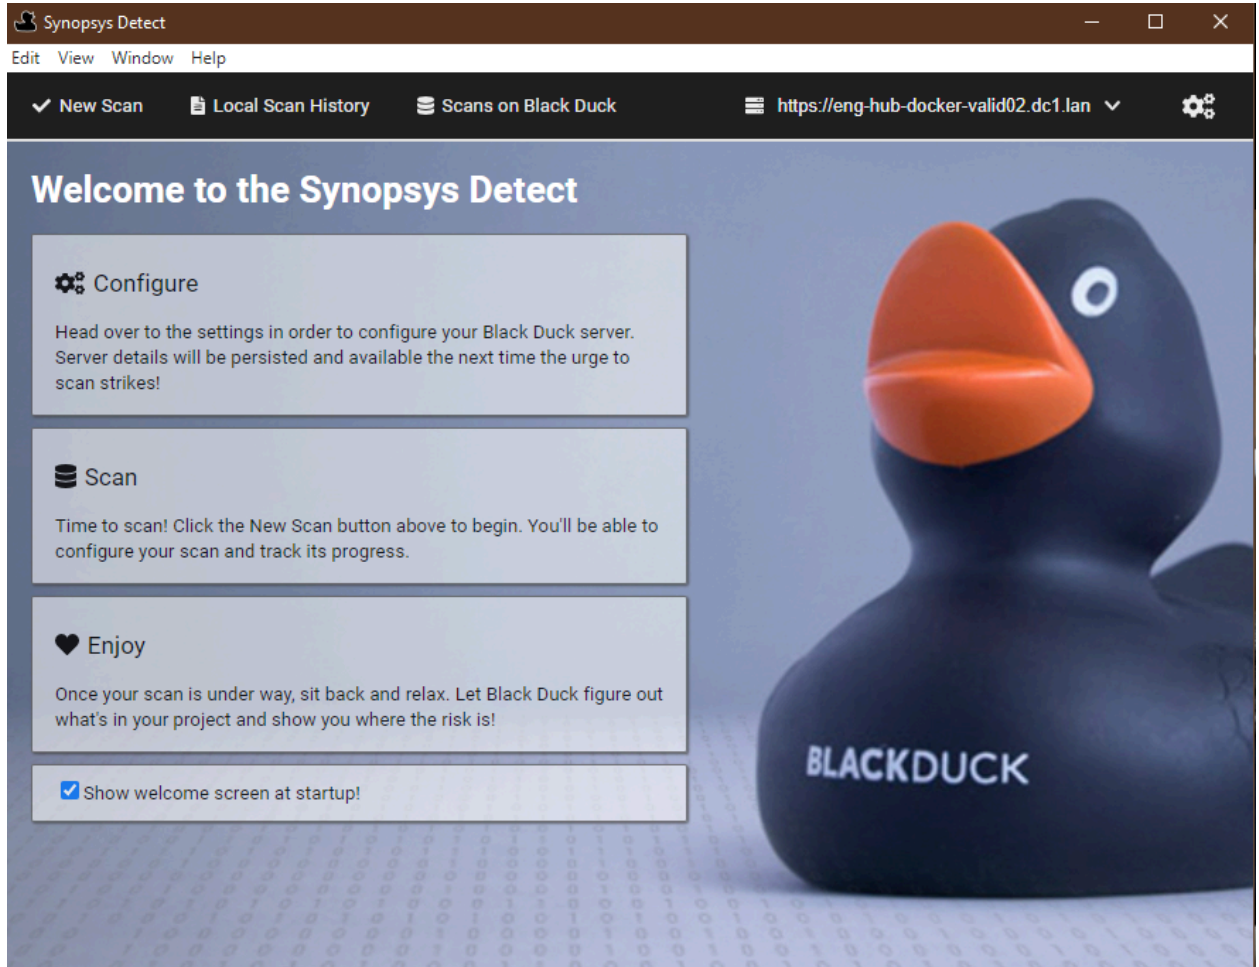 Synopsys Detect
Edit View Window Help
New Scan Local Scan History Scans on Black Duck https://eng-hub-docker-valid02.dc1.lan
Welcome to the Synopsys Detect
Configure
Head over to the settings in order to configure your Black Duck server.
Server details will be persisted and available the next time the urge to
scan strikes!
Scan
Time to scan! Click the New Scan button above to begin. You'll be able to
configure your scan and track its progress.
Enjoy
Once your scan is under way, sit back and relax. Let Black Duck figure out
what's in your project and show you where the risk is!
Show welcome screen at startup!
BLACKDUCK